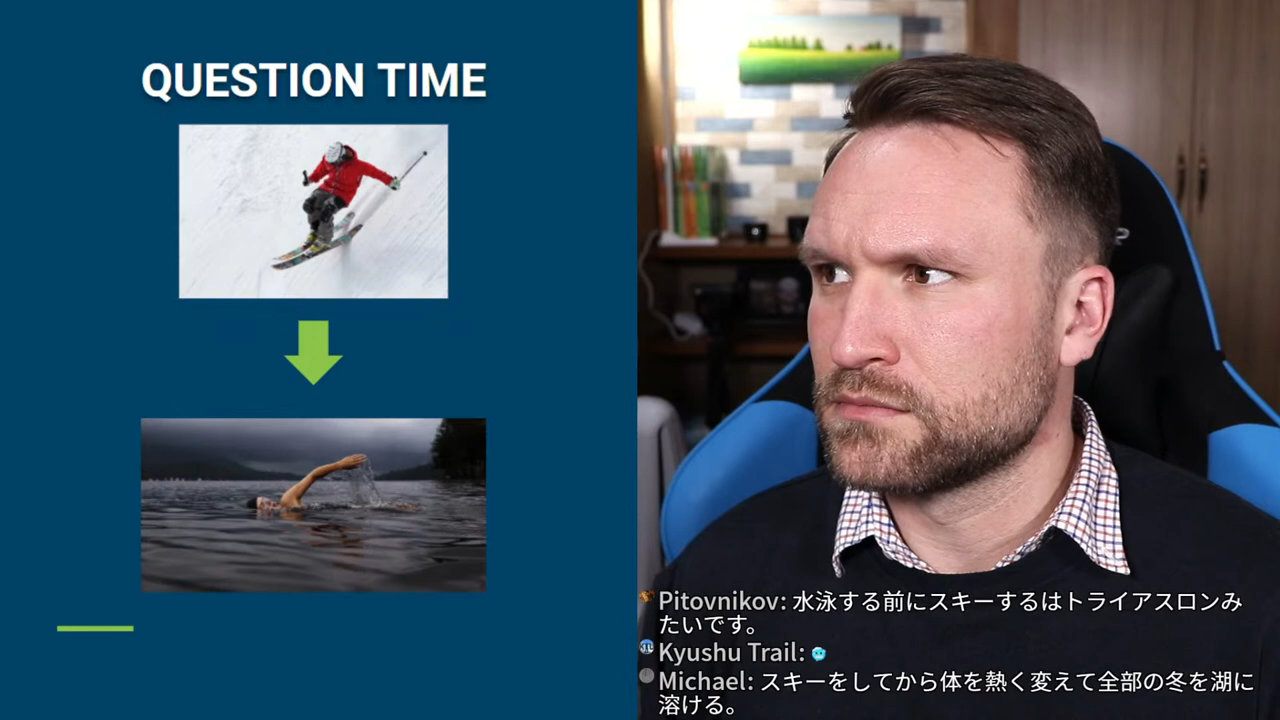 QUESTION TIME
Pitovnikov: 水泳する前にスキーするはトライアスロンみ
たいです。
Kyushu Trail: 🥶
Michael: スキーをしてから体を熱く変えて全部の冬を湖に
溶ける。